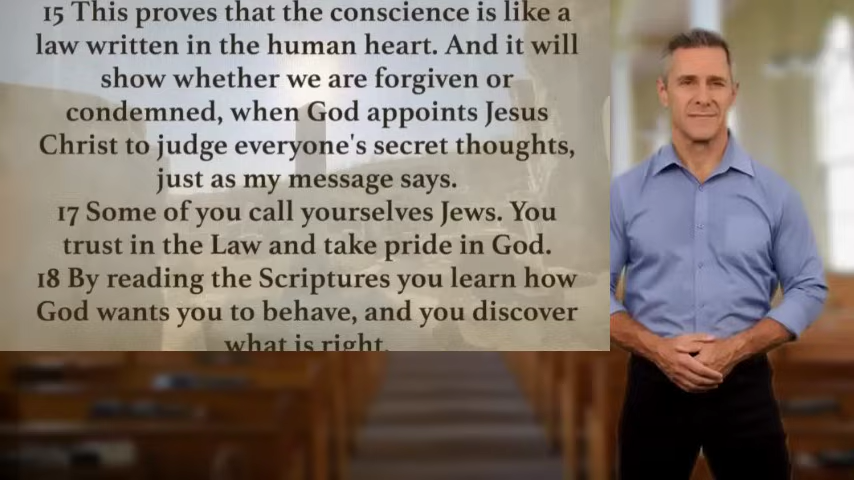 15 This proves that the conscience is like a
law written in the human heart. And it will
show whether we are forgiven or
condemned, when God appoints Jesus
Christ to judge everyone's secret thoughts,
just as my message says.
17 Some of you call yourselves Jews. You
trust in the Law and take pride in God.
18 By reading the Scriptures you learn how
God wants you to behave, and you discover
what is right.